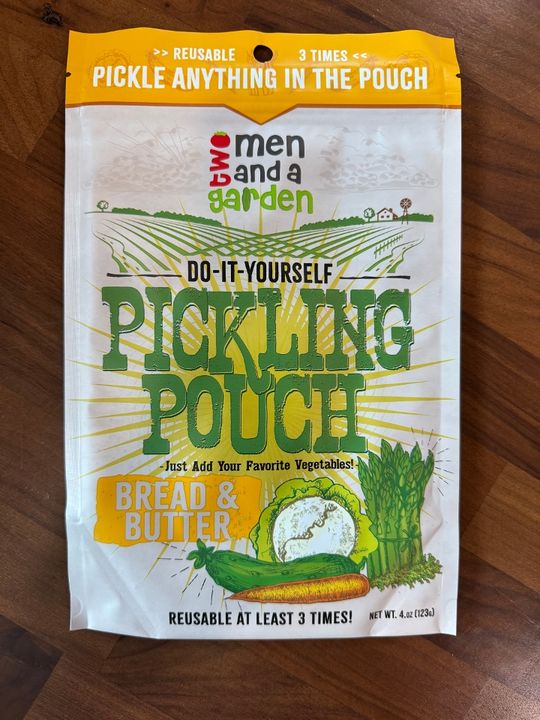 >> REUSABLE 3 TIMES <<
PICKLE ANYTHING IN THE POUCH
two men
and a
garden
DO-IT-YOURSELF
PICKLING
POUCH
-Just Add Your Favorite Vegetables!-
BREAD &
BUTTER
REUSABLE AT LEAST 3 TIMES!
NET WT. 4.oz (123g)